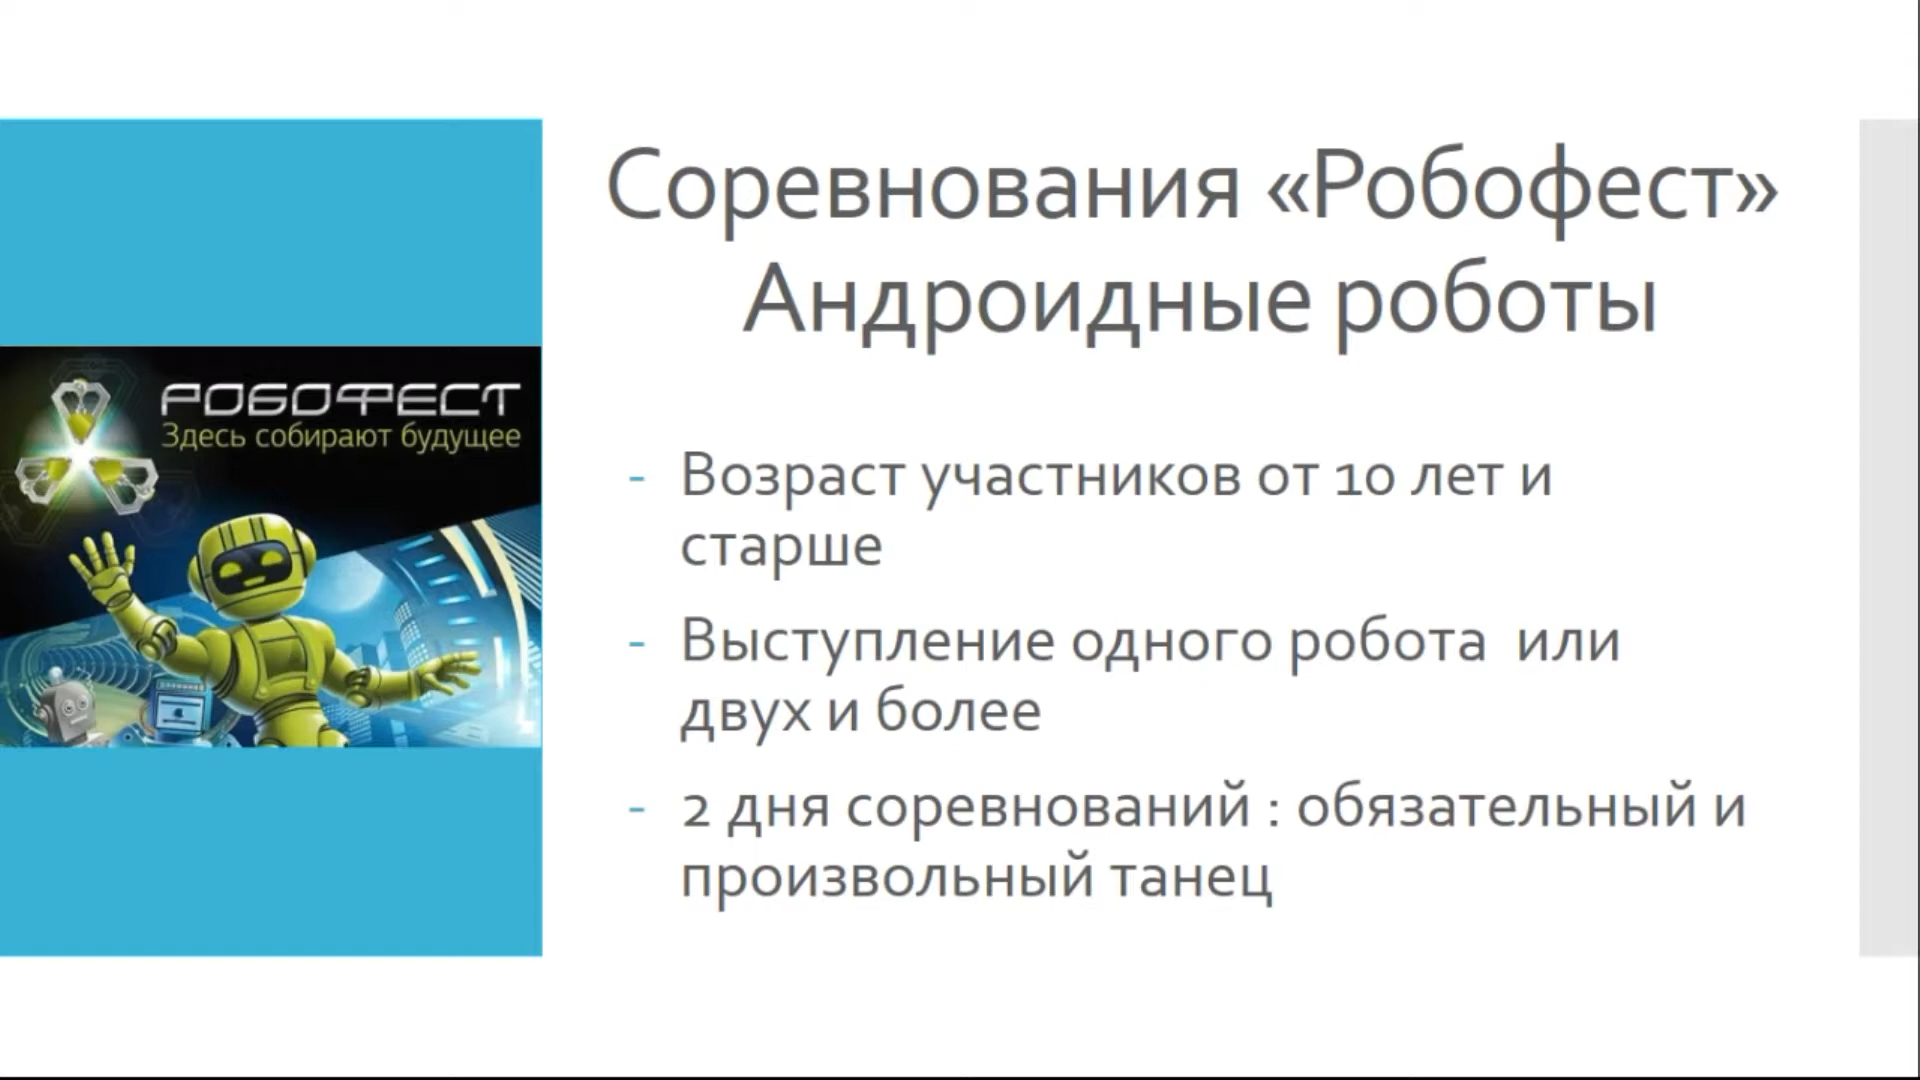 Соревнования «Робофест»
Андроидные роботы
РОБОФЕСТ
Здесь собирают будущее
- Возраст участников от 10 лет и
старше
- Выступление одного робота или
двух и более
- 2 дня соревнований : обязательный и
произвольный танец